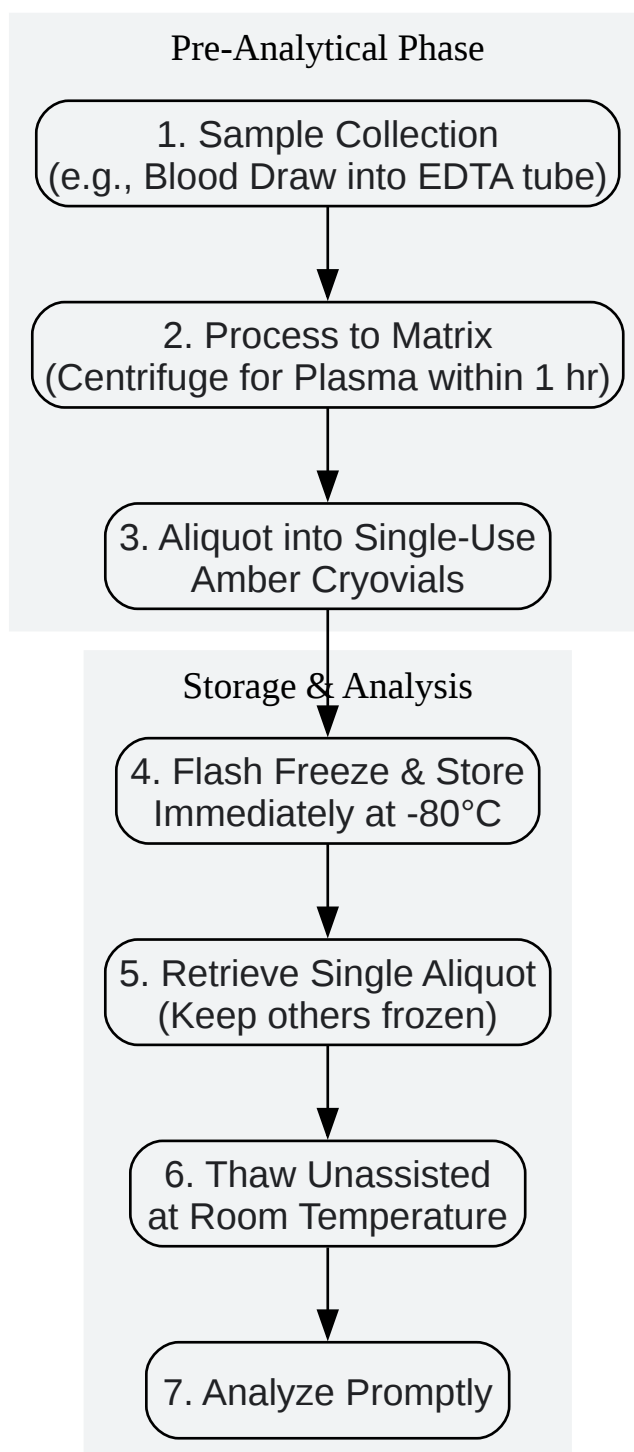 Pre-Analytical Phase
1. Sample Collection
(e.g., Blood Draw into EDTA tube)
2. Process to Matrix
(Centrifuge for Plasma within 1 hr)
3. Aliquot into Single-Use
Amber Cryovials
Storage & Analysis
4. Flash Freeze & Store
Immediately at -80°C
5. Retrieve Single Aliquot
(Keep others frozen)
6. Thaw Unassisted
at Room Temperature
7. Analyze Promptly